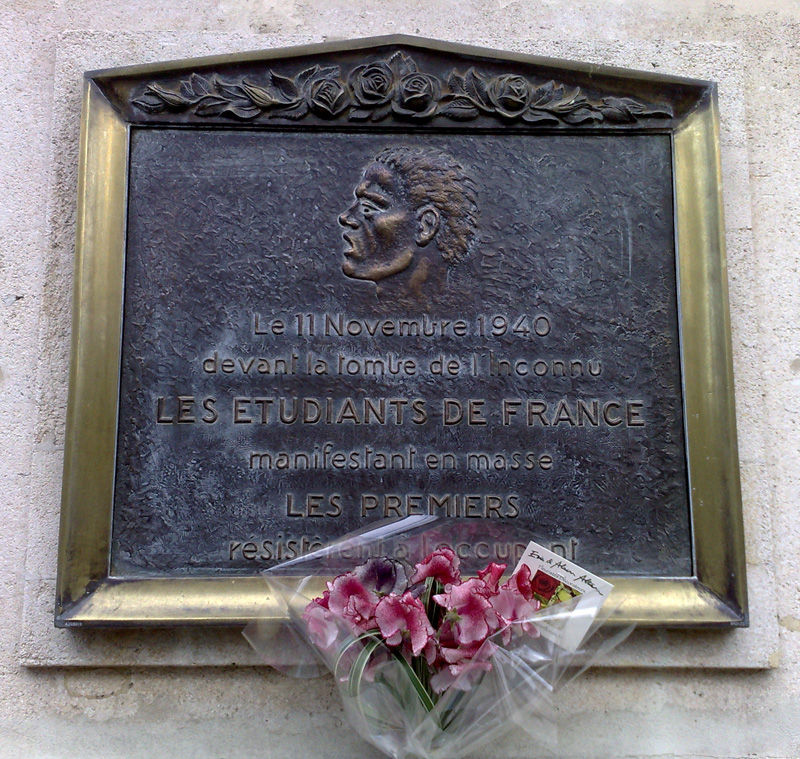 Le 11 Novembre 1940
devant la tombe de l'Inconnu
LES ETUDIANTS DE FRANCE
manifestant en masse
LES PREMIERS
résistèrent à l'occupant